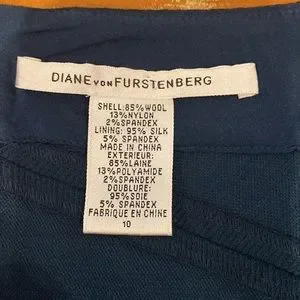 DIANE VON FURSTENBERG
SHELL:85%WOOL
13%NYLON
2%SPANDEX
LINING: 95% SILK
5% SPANDEX
MADE IN CHINA
EXTERIEUR:
85%LAINE
13%POLYAMIDE
2%SPANDEX
DOUBLURE:
95%SOIE
5% SPANDEX
FABRIQUE EN CHINE
10